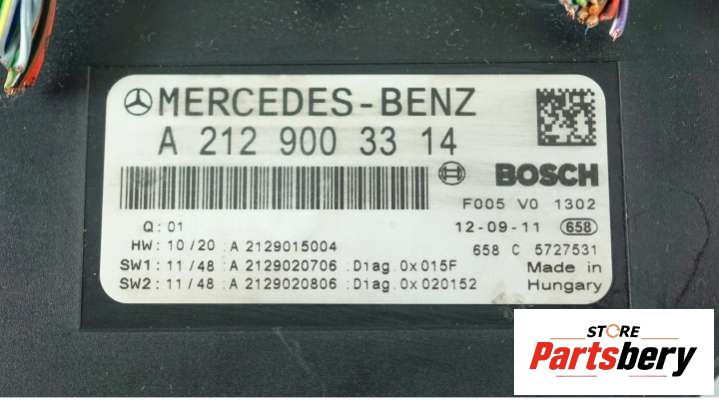 MERCEDES-BENZ
A 212 900 33 14
BOSCH
F005 V0 1302
Q: 01
12-09-11 658
HW: 10/20 :A 2129015004
658 C 5727531
SW1: 11/48 :A 2129020706 :Diag.0x015F
Made in
SW2: 11/48 :A 2129020806 :Diag.0x020152
Hungary
STORE
Partsbery